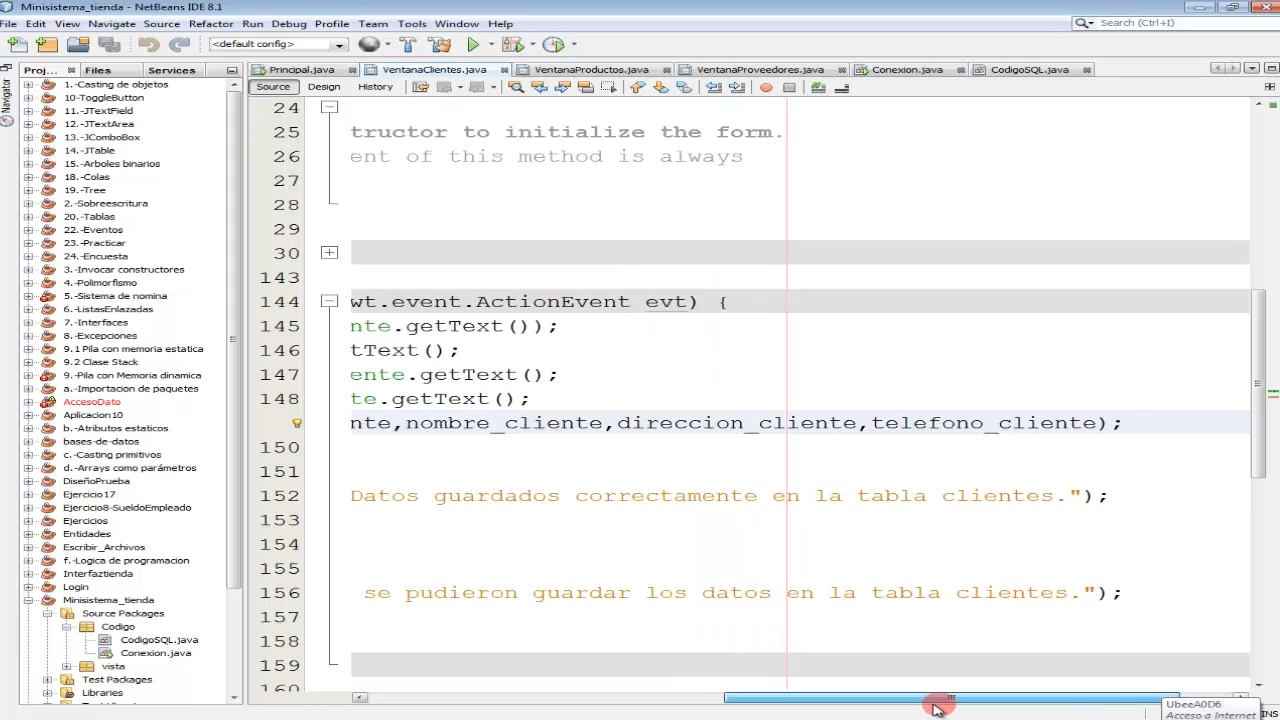 Minisistema_tienda - NetBeans IDE 8.1
File Edit View Navigate Source Refactor Run Debug Profile Team Tools Window Help
Search (Ctrl+I)
<default config>
Proj... Files Services
Principal.java VentanaClientes.java VentanaProductos.java VentanaProveedores.java Conexion.java CodigoSQL.java
Source Design History
Navigator
1.-Casting de objetos
10-ToggleButton
11.-JTextField
12.-JTextArea
13.-JComboBox
14.-JTable
15.-Arboles binarios
18.-Colas
19.-Tree
2.-Sobreescritura
20.-Tablas
22.-Eventos
23.-Practicar
24.-Encuesta
3.-Invocar constructores
4.-Polimorfismo
5.-Sistema de nomina
6.-ListasEnlazadas
7.-Interfaces
8.-Excepciones
9.1 Pila con memoria estatica
9.2 Clase Stack
9.-Pila con Memoria dinamica
a.-Importacion de paquetes
AccesoDato
Aplicacion10
b.-Atributos estaticos
bases-de-datos
c.-Casting primitivos
d.-Arrays como parámetros
DiseñoPrueba
Ejercicio17
Ejercicio8-SueldoEmpleado
Ejercicios
Entidades
Escribir_Archivos
f.-Logica de programacion
Interfaztienda
Login
Minisistema_tienda
Source Packages
Codigo
CodigoSQL.java
Conexion.java
vista
Test Packages
Libraries
24
25 tructor to initialize the form.
26 ent of this method is always
27
28
29
30
143
144 wt.event.ActionEvent evt) {
145 nte.getText());
146 tText();
147 ente.getText();
148 te.getText();
nte,nombre_cliente,direccion_cliente,telefono_cliente);
150
151
152 Datos guardados correctamente en la tabla clientes.");
153
154
155
156 se pudieron guardar los datos en la tabla clientes.");
157
158
159
160
UbeeA0D6
Acceso a Internet
INS